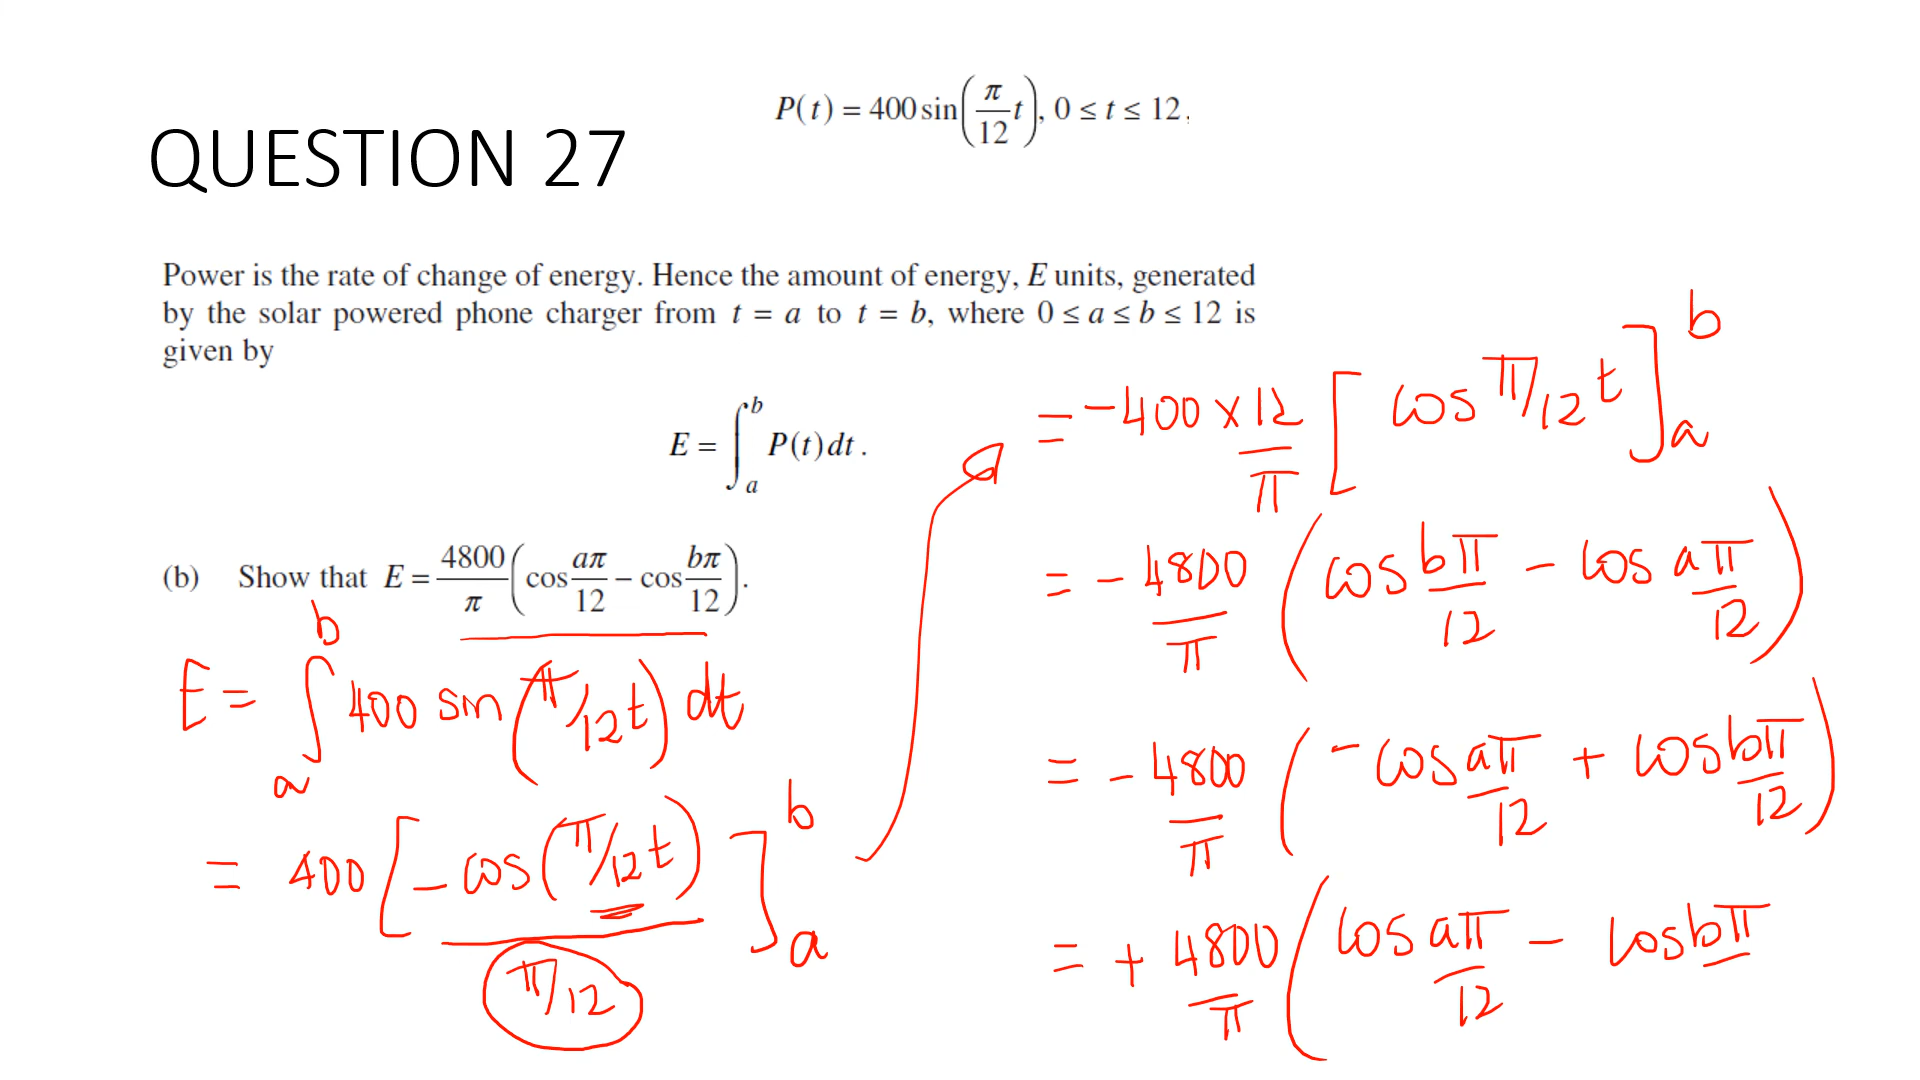 P(t) = 400 sin(π/12 t), 0 ≤ t ≤ 12,
QUESTION 27
Power is the rate of change of energy. Hence the amount of energy, E units, generated
by the solar powered phone charger from t = a to t = b, where 0 ≤ a ≤ b ≤ 12 is
given by
E = ∫_a^b P(t) dt .
(b) Show that E = 4800/π (cos aπ/12 − cos bπ/12).
E = ∫_a^b 400 sin(π/12 t) dt
= 400 [−cos(π/12 t) / (π/12)]_a^b
= −400 × 12/π [cos π/12 t]_a^b
= − 4800/π (cos bπ/12 − cos aπ/12)
= − 4800/π (−cos aπ/12 + cos bπ/12)
= + 4800/π (cos aπ/12 − cos bπ